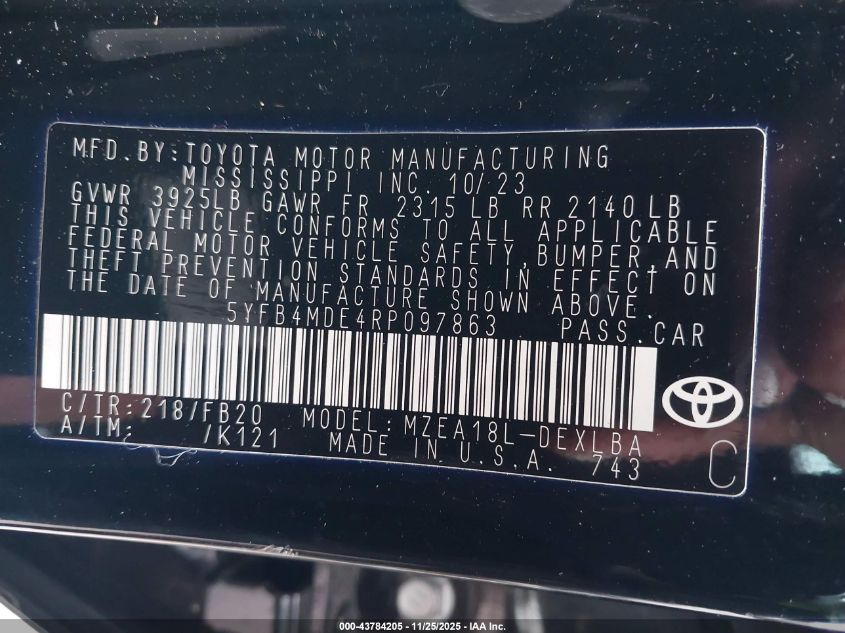 MFD.BY:TOYOTA MOTOR MANUFACTURING
MISSISSIPPI INC. 10/23
GVWR 3925LB GAWR FR 2315 LB RR 2140 LB
THIS VEHICLE CONFORMS TO ALL APPLICABLE
FEDERAL MOTOR VEHICLE SAFETY,BUMPER,AND
THEFT PREVENTION STANDARDS IN EFFECT ON
THE DATE OF MANUFACTURE SHOWN ABOVE.
5YFB4MDE4RP097863 PASS.CAR
C/TR:218/FB20 MODEL:MZEA18L-DEXLBA
A/TM: /K121 MADE IN U.S.A. 743
C
000-43784205 - 11/25/2025 - IAA Inc.